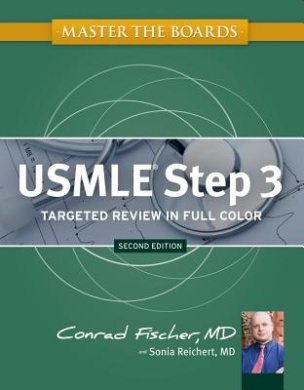 MASTER THE BOARDS
USMLE® Step 3
TARGETED REVIEW IN FULL COLOR
SECOND EDITION
Conrad Fischer, MD
AND Sonia Reichert, MD